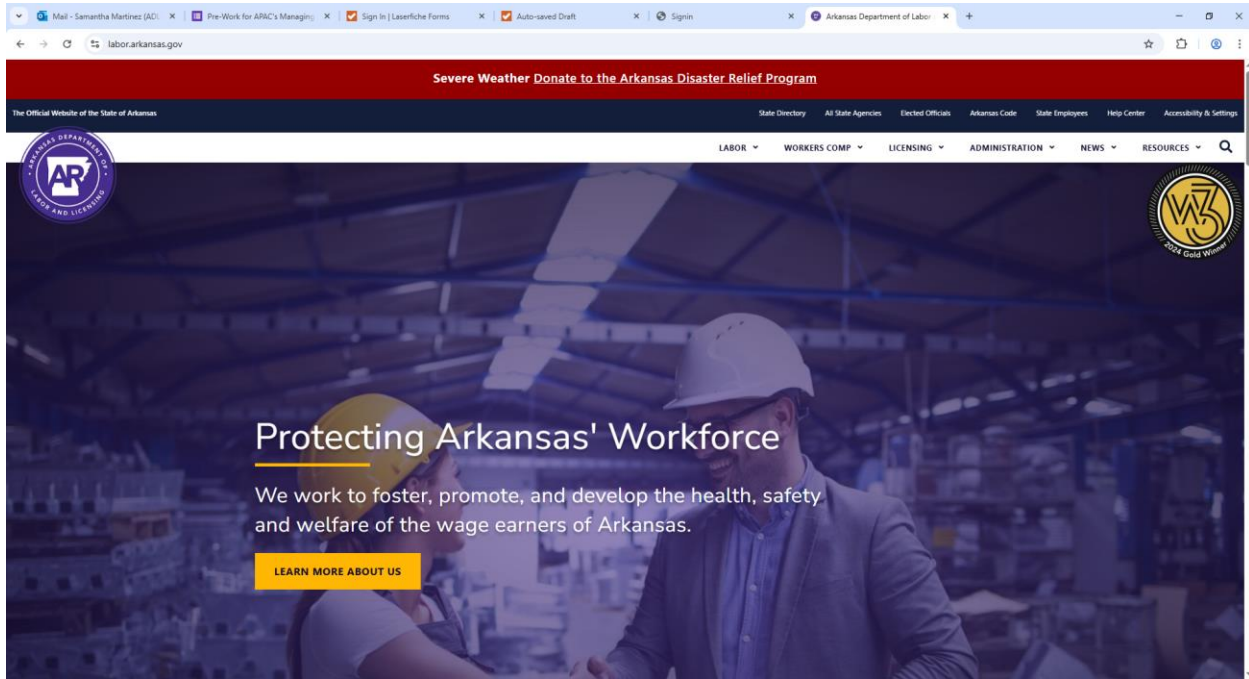 Mail - Samantha Martinez (ADL
Pre-Work for APAC's Managing
Sign In | Laserfiche Forms
Auto-saved Draft
Signin
Arkansas Department of Labor
labor.arkansas.gov
Severe Weather Donate to the Arkansas Disaster Relief Program
The Official Website of the State of Arkansas
State Directory All State Agencies Elected Officials Arkansas Code State Employees Help Center Accessibility & Settings
LABOR WORKERS COMP LICENSING ADMINISTRATION NEWS RESOURCES
ARKANSAS DEPARTMENT OF
AR
LABOR AND LICENSING
W3
2024 Gold Winner
Protecting Arkansas' Workforce
We work to foster, promote, and develop the health, safety
and welfare of the wage earners of Arkansas.
LEARN MORE ABOUT US